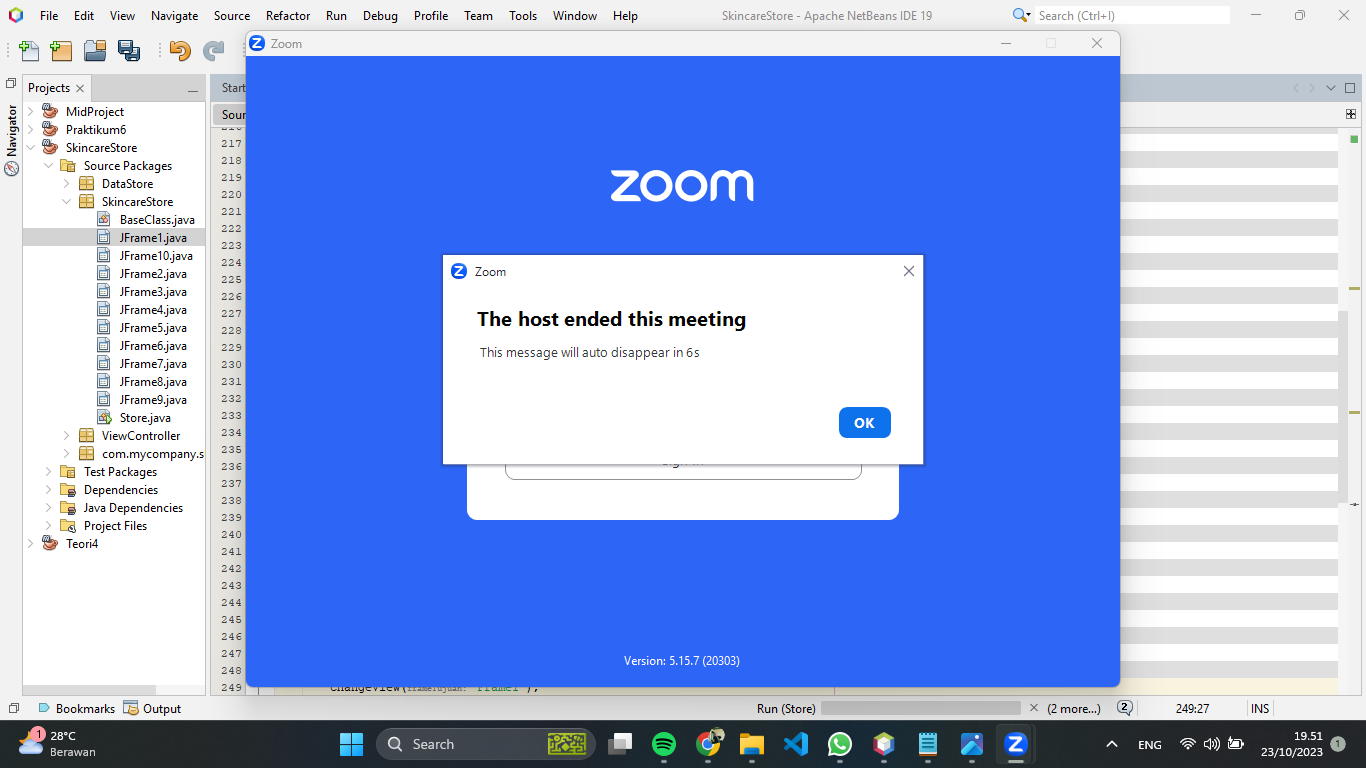 File Edit View Navigate Source Refactor Run Debug Profile Team Tools Window Help
SkincareStore - Apache NetBeans IDE 19
Search (Ctrl+I)
Zoom
Projects
Start
Sour
Navigator
MidProject
Praktikum6
SkincareStore
Source Packages
DataStore
SkincareStore
BaseClass.java
JFrame1.java
JFrame10.java
JFrame2.java
JFrame3.java
JFrame4.java
JFrame5.java
JFrame6.java
JFrame7.java
JFrame8.java
JFrame9.java
Store.java
ViewController
com.mycompany.s
Test Packages
Dependencies
Java Dependencies
Project Files
Teori4
217
218
219
220
221
222
223
224
225
226
227
228
229
230
231
232
233
234
235
236
237
238
239
240
241
242
243
244
245
246
247
248
249
zoom
Zoom
The host ended this meeting
This message will auto disappear in 6s
OK
Version: 5.15.7 (20303)
Bookmarks Output
Run (Store)
(2 more...)
2
249:27
INS
1
28°C
Berawan
Search
ENG
19.51
23/10/2023
1